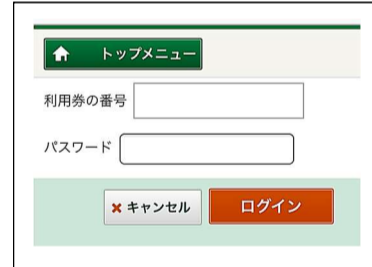 トップメニュー
利用券の番号
パスワード
キャンセル ログイン